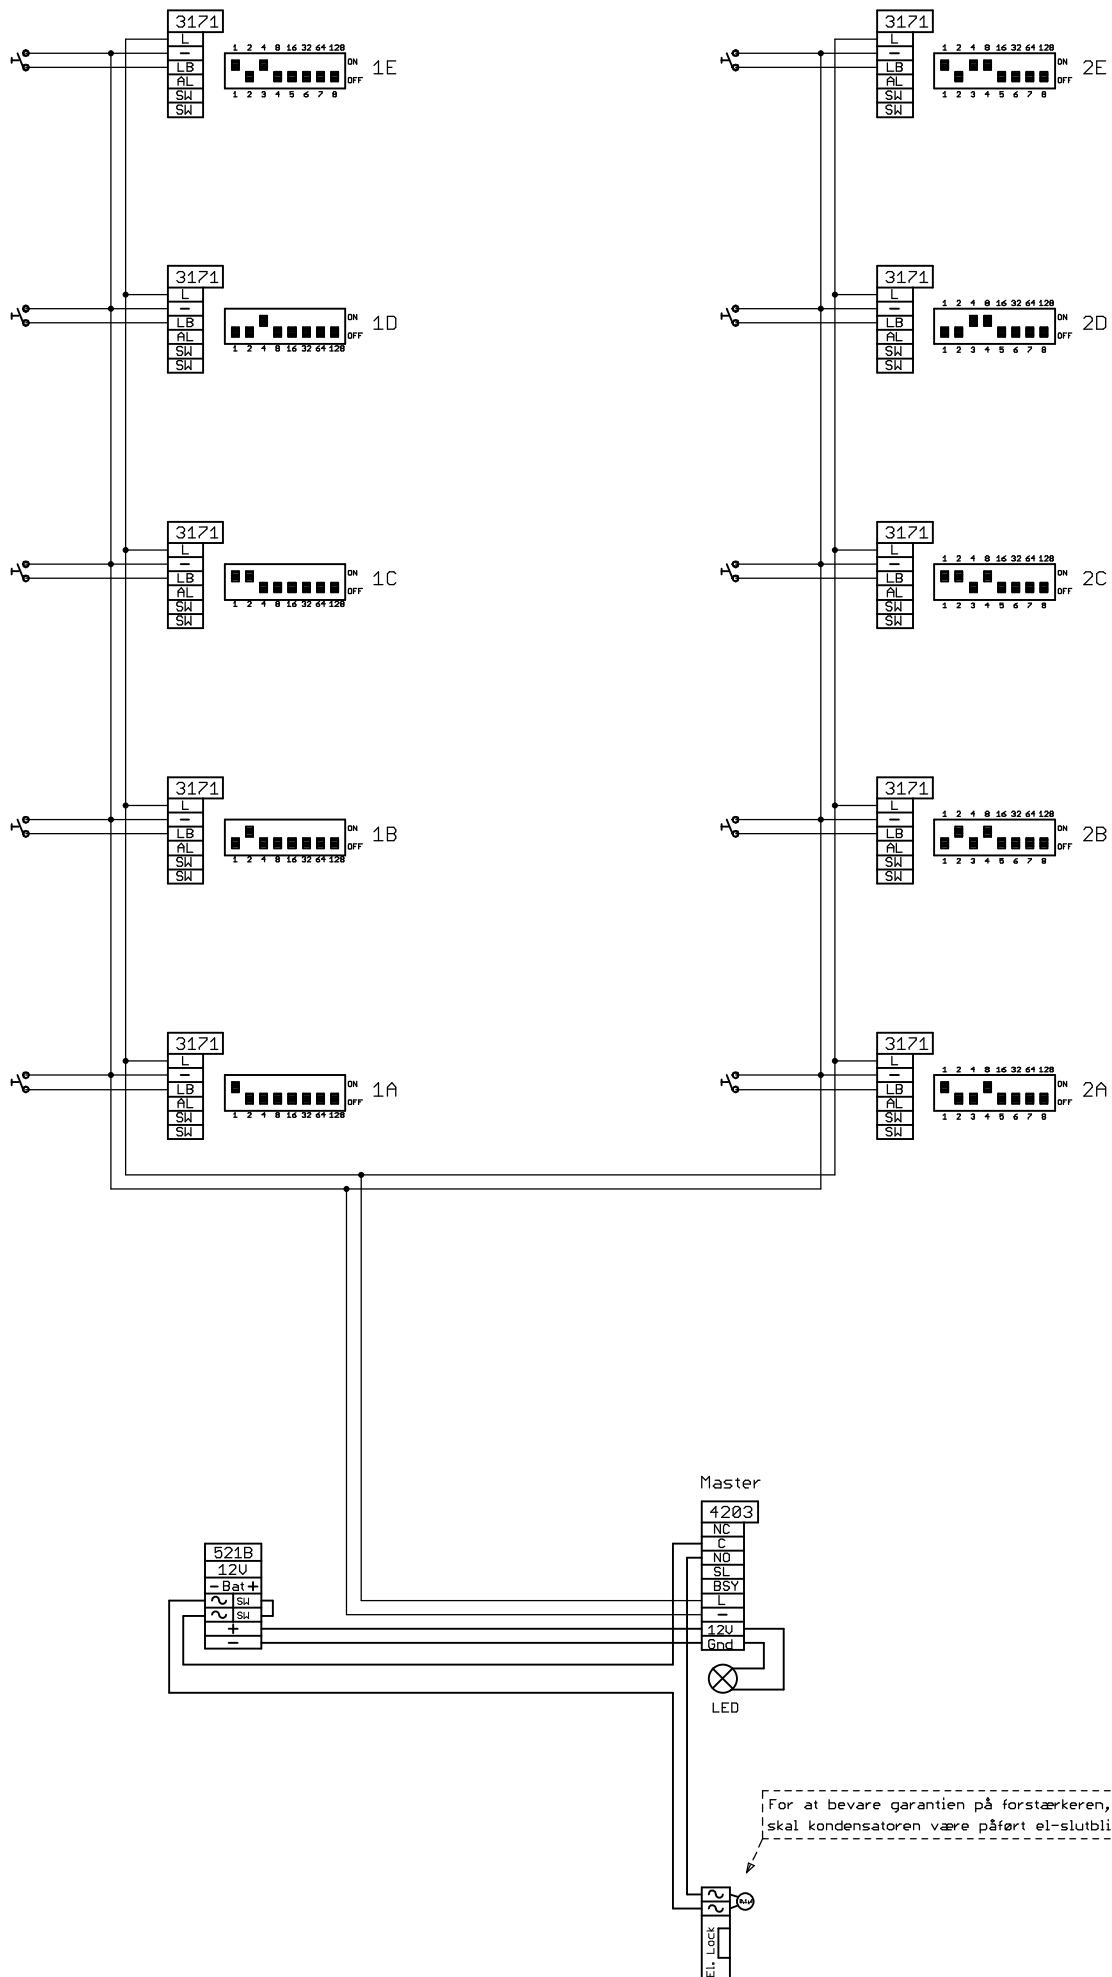 3171
L
−
LB
AL
SW
SW
1 2 4 8 16 32 64 128
ON
OFF
1 2 3 4 5 6 7 8
1E
3171
L
−
LB
AL
SW
SW
1 2 4 8 16 32 64 128
ON
OFF
1 2 3 4 5 6 7 8
2E
3171
L
−
LB
AL
SW
SW
ON
OFF
1 2 4 8 16 32 64 128
1D
3171
L
−
LB
AL
SW
SW
1 2 4 8 16 32 64 128
ON
OFF
1 2 3 4 5 6 7 8
2D
3171
L
−
LB
AL
SW
SW
ON
OFF
1 2 4 8 16 32 64 128
1C
3171
L
−
LB
AL
SW
SW
1 2 4 8 16 32 64 128
ON
OFF
1 2 3 4 5 6 7 8
2C
3171
L
−
LB
AL
SW
SW
ON
OFF
1 2 4 8 16 32 64 128
1B
3171
L
−
LB
AL
SW
SW
1 2 4 8 16 32 64 128
ON
OFF
1 2 3 4 5 6 7 8
2B
3171
L
−
LB
AL
SW
SW
ON
OFF
1 2 4 8 16 32 64 128
1A
3171
L
−
LB
AL
SW
SW
1 2 4 8 16 32 64 128
ON
OFF
1 2 3 4 5 6 7 8
2A
Master
4203
NC
C
NO
SL
BSY
L
−
12V
Gnd
LED
521B
12V
−Bat+
SW
SW
+
−
For at bevare garantien på forstærkeren,
skal kondensatoren være påført el-slutbli
El. Lock